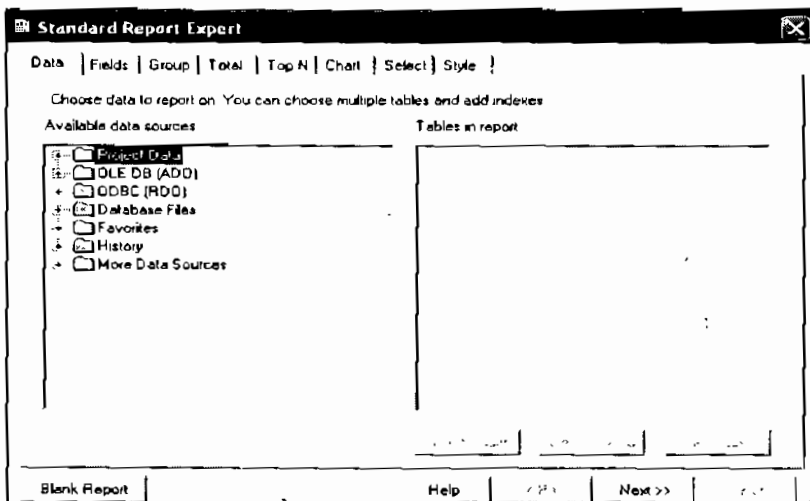 Standard Report Expert
Data Fields Group Total Top N Chart Select Style
Choose data to report on You can choose multiple tables and add indexes
Available data sources
Tables in report
Project Data
OLE DB (ADO)
ODBC (RDO)
Database Files
Favorites
History
More Data Sources
Blank Report Help Next >>